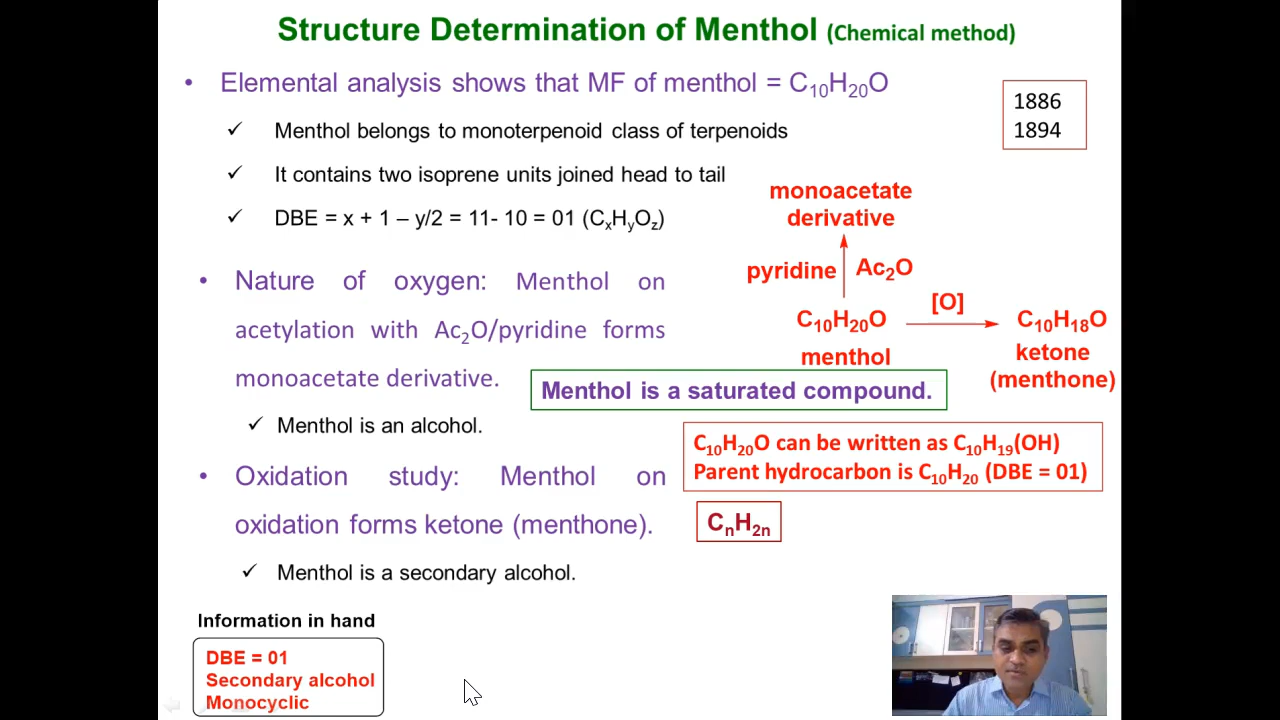 Structure Determination of Menthol (Chemical method)
• Elemental analysis shows that MF of menthol = C₁₀H₂₀O
1886
1894
✓ Menthol belongs to monoterpenoid class of terpenoids
✓ It contains two isoprene units joined head to tail
✓ DBE = x + 1 – y/2 = 11- 10 = 01 (CₓHᵧO_z)
monoacetate
derivative
pyridine Ac₂O
C₁₀H₂₀O [O] C₁₀H₁₈O
menthol
ketone
(menthone)
• Nature of oxygen: Menthol on
acetylation with Ac₂O/pyridine forms
monoacetate derivative.
Menthol is a saturated compound.
✓ Menthol is an alcohol.
C₁₀H₂₀O can be written as C₁₀H₁₉(OH)
Parent hydrocarbon is C₁₀H₂₀ (DBE = 01)
• Oxidation study: Menthol on
oxidation forms ketone (menthone).
CₙH₂ₙ
✓ Menthol is a secondary alcohol.
Information in hand
DBE = 01
Secondary alcohol
Monocyclic